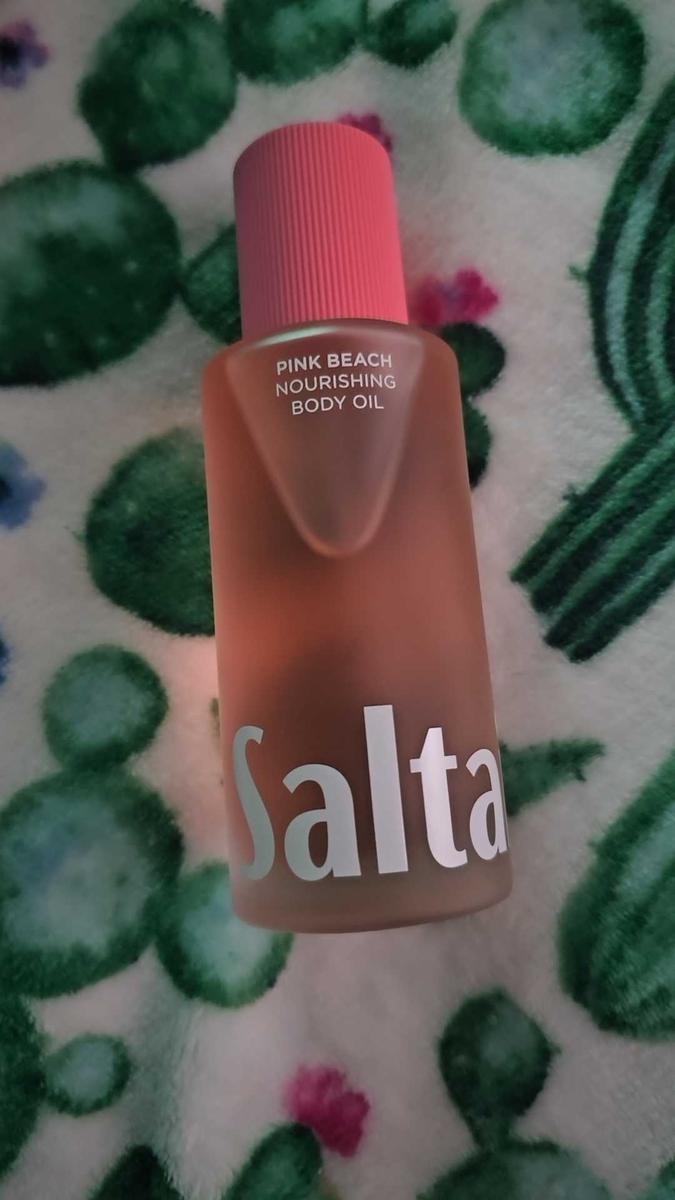 PINK BEACH
NOURISHING
BODY OIL
Salta